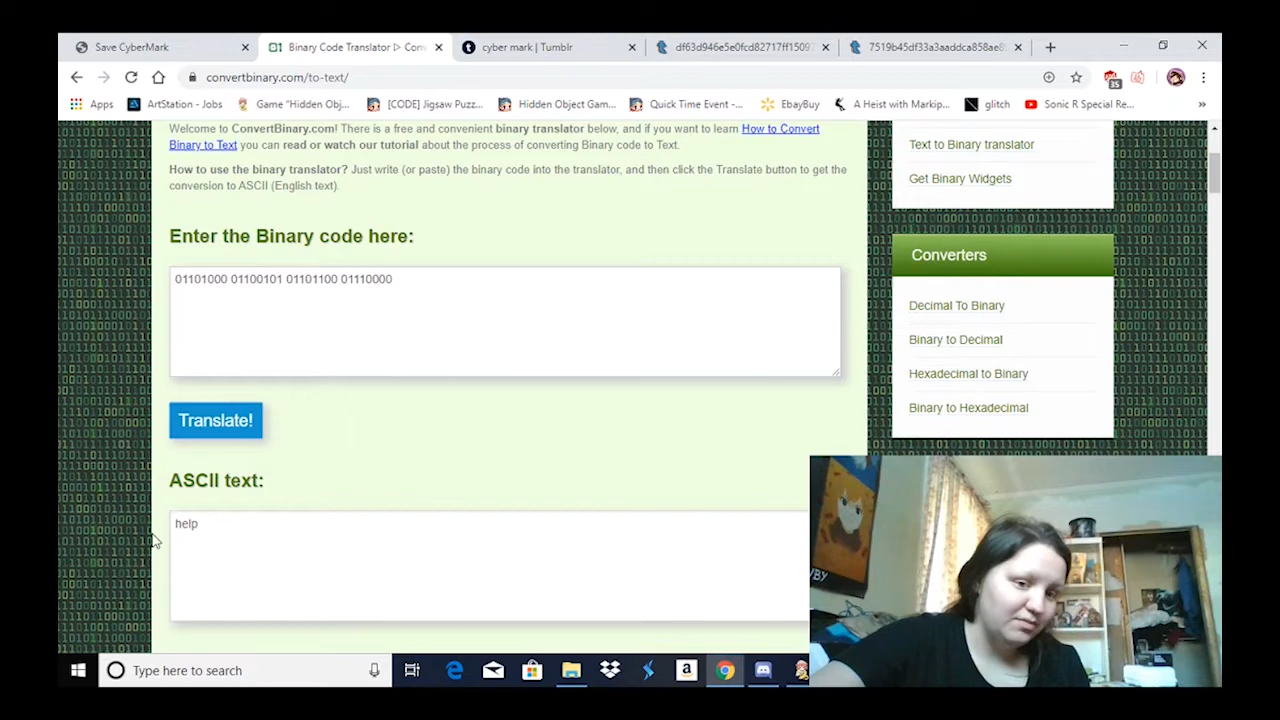 Save CyberMark
Binary Code Translator ▷ Conv
cyber mark | Tumblr
df63d946e5e0fcd82717ff1509
7519b45df33a3aaddca858ae8
convertbinary.com/to-text/
35
Apps
ArtStation - Jobs
Game "Hidden Obj...
[CODE] Jigsaw Puzz...
Hidden Object Gam...
Quick Time Event -...
EbayBuy
A Heist with Markip...
glitch
Sonic R Special Re...
»
Welcome to ConvertBinary.com! There is a free and convenient binary translator below, and if you want to learn How to Convert
Binary to Text you can read or watch our tutorial about the process of converting Binary code to Text.
How to use the binary translator? Just write (or paste) the binary code into the translator, and then click the Translate button to get the
conversion to ASCII (English text).
Enter the Binary code here:
01101000 01100101 01101100 01110000
Translate!
ASCII text:
help
Text to Binary translator
Get Binary Widgets
Converters
Decimal To Binary
Binary to Decimal
Hexadecimal to Binary
Binary to Hexadecimal
Type here to search